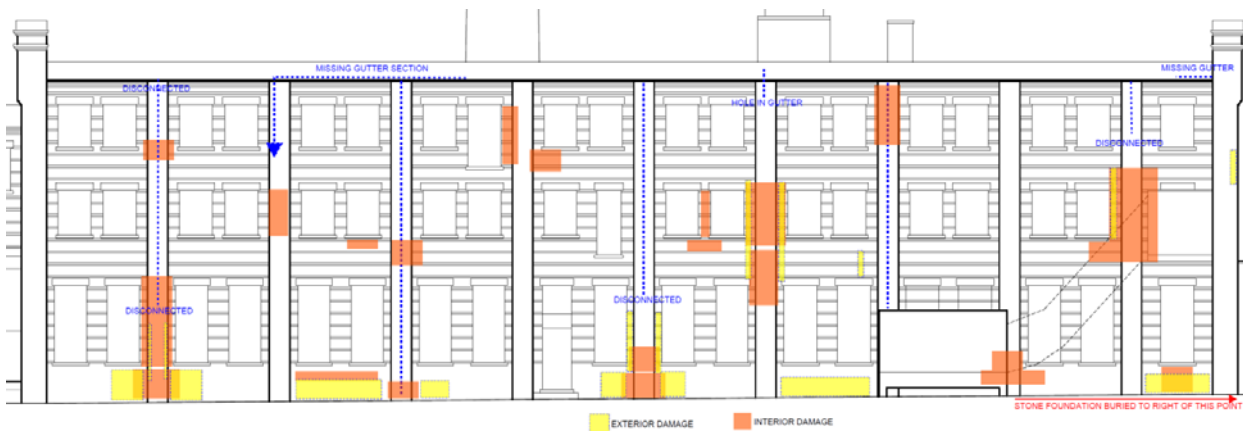 MISSING GUTTER SECTION
MISSING GUTTER
DISCONNECTED
HOLE IN GUTTER
DISCONNECTED
DISCONNECTED
DISCONNECTED
STONE FOUNDATION BURIED TO RIGHT OF THIS POINT
EXTERIOR DAMAGE
INTERIOR DAMAGE